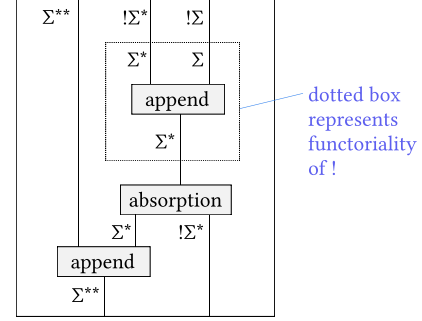 Σ** !Σ* !Σ
Σ* Σ
append
Σ*
dotted box
represents
functoriality
of !
absorption
Σ* !Σ*
append
Σ**